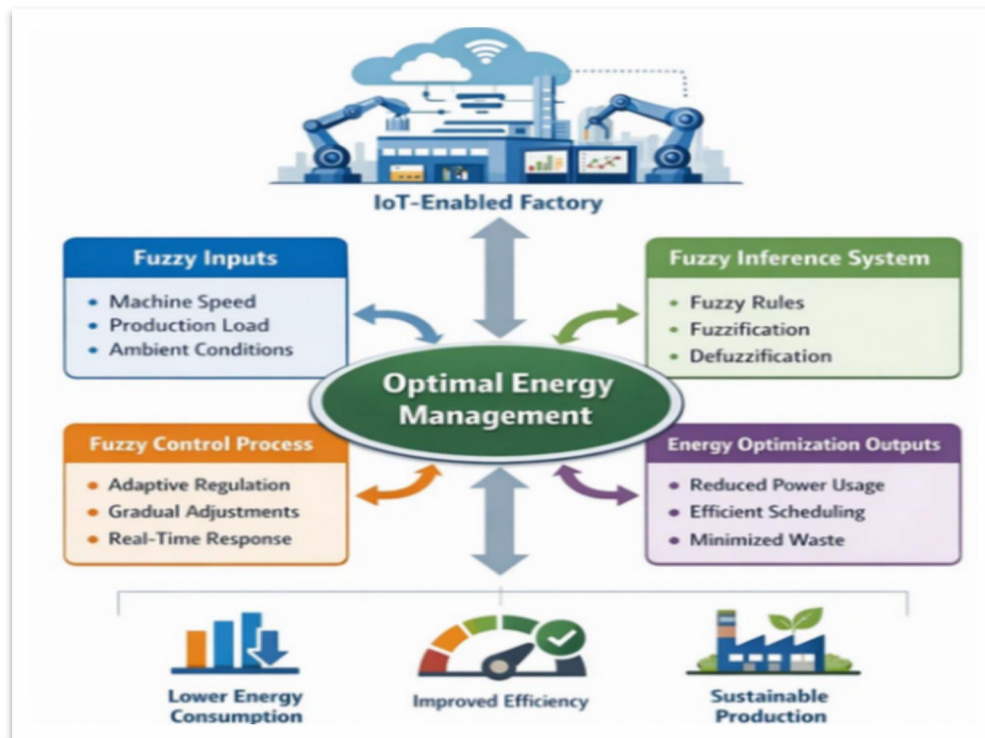 IoT-Enabled Factory
Fuzzy Inputs
• Machine Speed
• Production Load
• Ambient Conditions
Fuzzy Inference System
• Fuzzy Rules
• Fuzzification
• Defuzzification
Optimal Energy
Management
Fuzzy Control Process
• Adaptive Regulation
• Gradual Adjustments
• Real-Time Response
Energy Optimization Outputs
• Reduced Power Usage
• Efficient Scheduling
• Minimized Waste
Lower Energy
Consumption
Improved Efficiency
Sustainable
Production